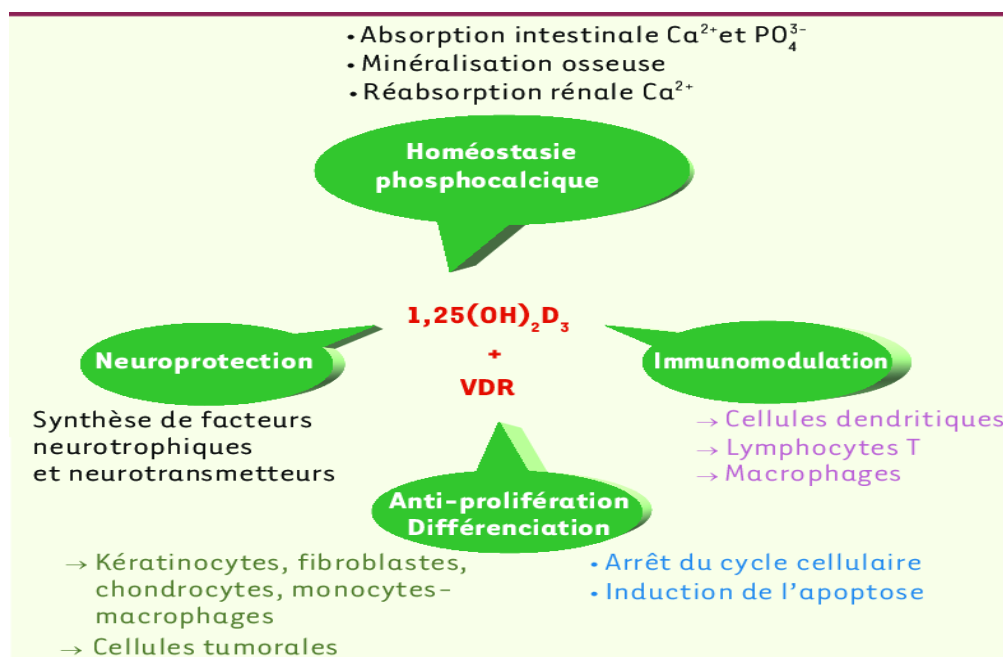 • Absorption intestinale Ca²⁺et PO₄³⁻
• Minéralisation osseuse
• Réabsorption rénale Ca²⁺
Homéostasie
phosphocalcique
1,25(OH)₂D₃
+
VDR
Neuroprotection
Synthèse de facteurs
neurotrophiques
et neurotransmetteurs
Immunomodulation
→ Cellules dendritiques
→ Lymphocytes T
→ Macrophages
Anti-prolifération
Différenciation
→ Kératinocytes, fibroblastes,
chondrocytes, monocytes-
macrophages
→ Cellules tumorales
• Arrêt du cycle cellulaire
• Induction de l'apoptose